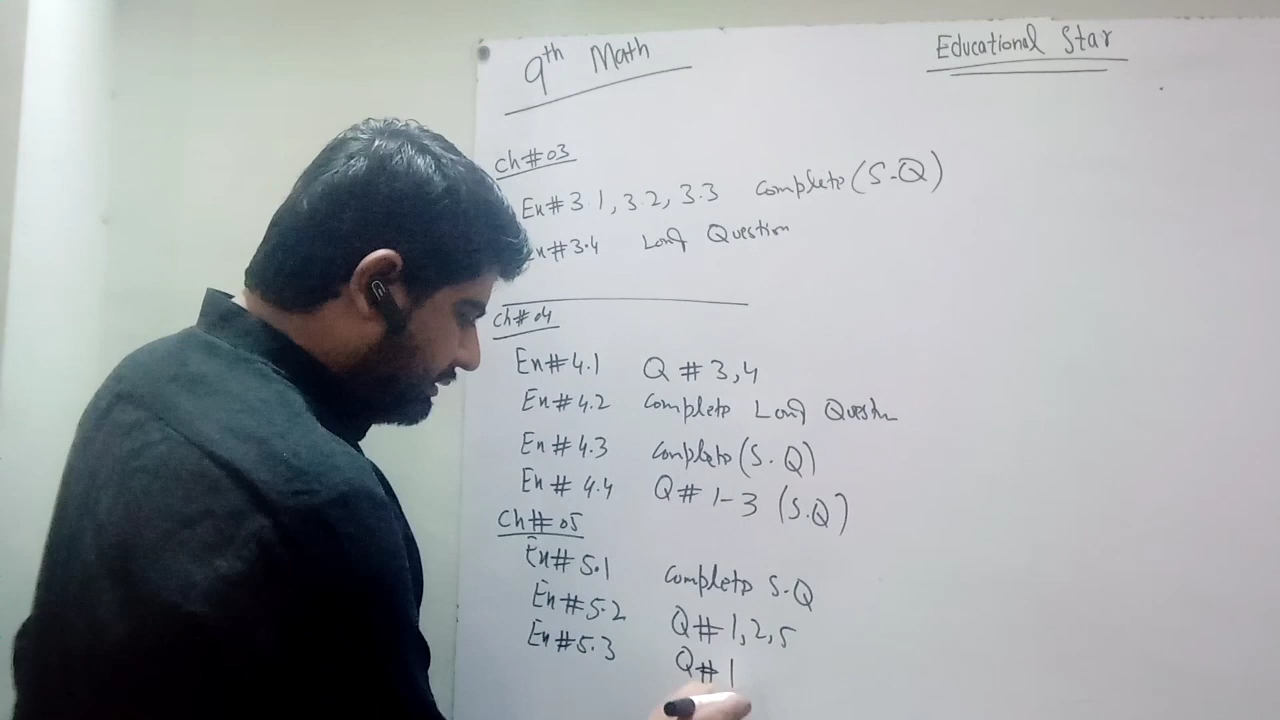 9th Math
Educational Star
Ch# 03
Ex# 3.1, 3.2, 3.3 Complete (S.Q)
Ex# 3.4 Long Question
Ch# 04
Ex# 4.1 Q # 3,4
Ex# 4.2 Complete Long Question
Ex# 4.3 Complete (S.Q)
Ex# 4.4 Q# 1-3 (S.Q)
Ch# 05
Ex# 5.1 Complete S.Q
Ex# 5.2 Q# 1,2,5
Ex# 5.3 Q# 1